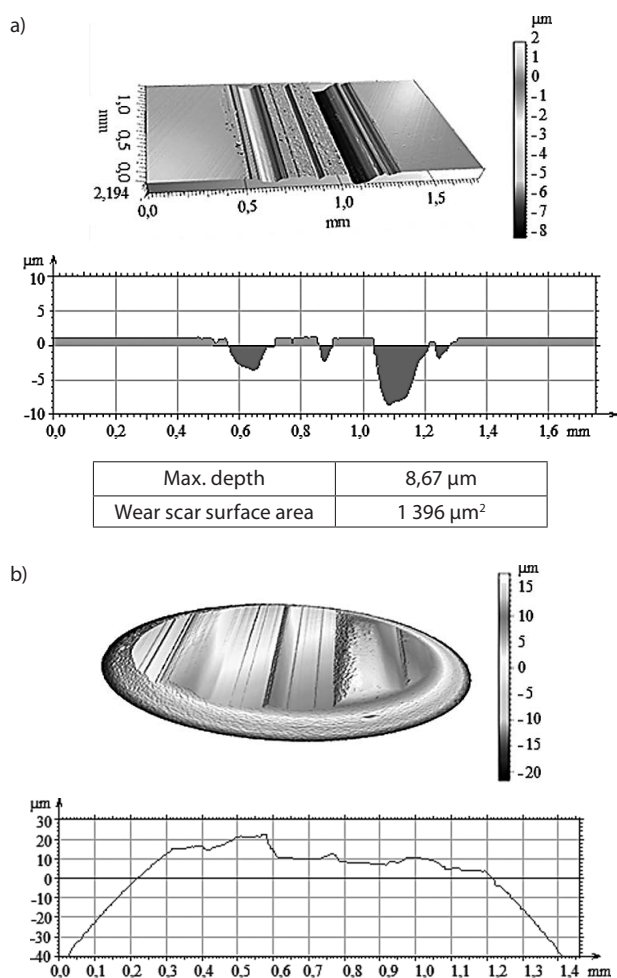 a)
µm
2
1
0
-1
-2
-3
-4
-5
-6
-7
-8
1,0
0,5
0,0
mm
2,194
0,0 0,5 1,0 1,5
mm
µm
10
5
0
-5
-10
0,0 0,2 0,4 0,6 0,8 1,0 1,2 1,4 1,6 mm
Max. depth 8,67 µm
Wear scar surface area 1 396 µm²
b)
µm
15
10
5
0
-5
-10
-15
-20
µm
30
20
10
0
-10
-20
-30
-40
0.0 0.1 0.2 0.3 0.4 0.5 0.6 0.7 0.8 0.9 1.0 1.1 1.2 1.3 1,4 mm